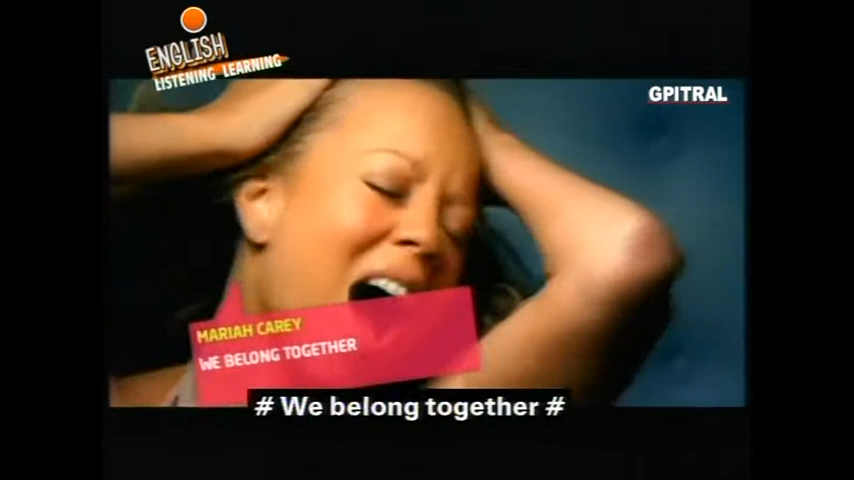 ENGLISH
LISTENING LEARNING
GPITRAL
MARIAH CAREY
WE BELONG TOGETHER
# We belong together #